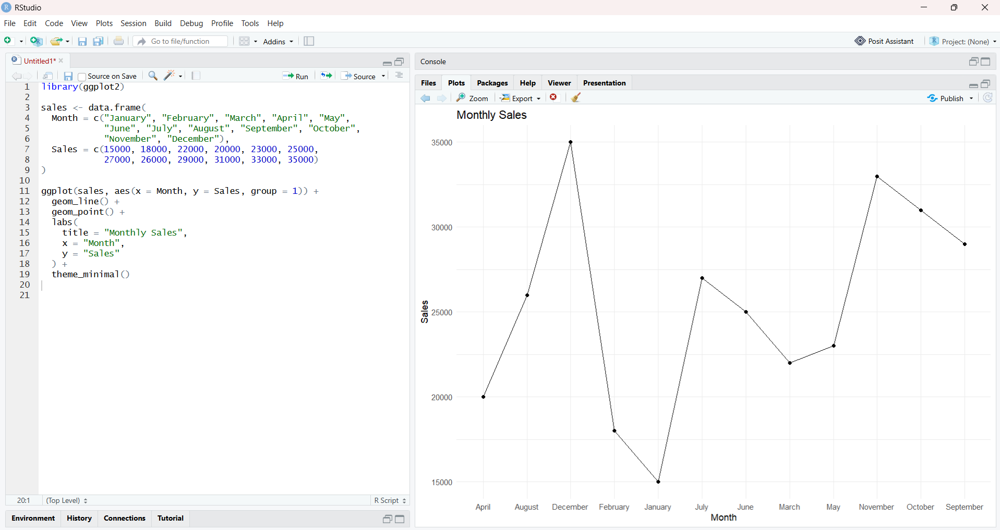 RStudio
File Edit Code View Plots Session Build Debug Profile Tools Help
Go to file/function Addins Posit Assistant Project: (None)
Untitled1*
Source on Save Run Source
1 library(ggplot2)
2
3 sales <- data.frame(
4   Month = c("January", "February", "March", "April", "May",
5             "June", "July", "August", "September", "October",
6             "November", "December"),
7   Sales = c(15000, 18000, 22000, 20000, 23000, 25000,
8             27000, 26000, 29000, 31000, 33000, 35000)
9 )
10
11 ggplot(sales, aes(x = Month, y = Sales, group = 1)) +
12   geom_line() +
13   geom_point() +
14   labs(
15     title = "Monthly Sales",
16     x = "Month",
17     y = "Sales"
18   ) +
19   theme_minimal()
20
21
20:1 (Top Level) R Script
Environment History Connections Tutorial
Console
Files Plots Packages Help Viewer Presentation
Zoom Export Publish
Monthly Sales
35000
30000
25000
20000
15000
Sales
April August December February January July June March May November October September
Month